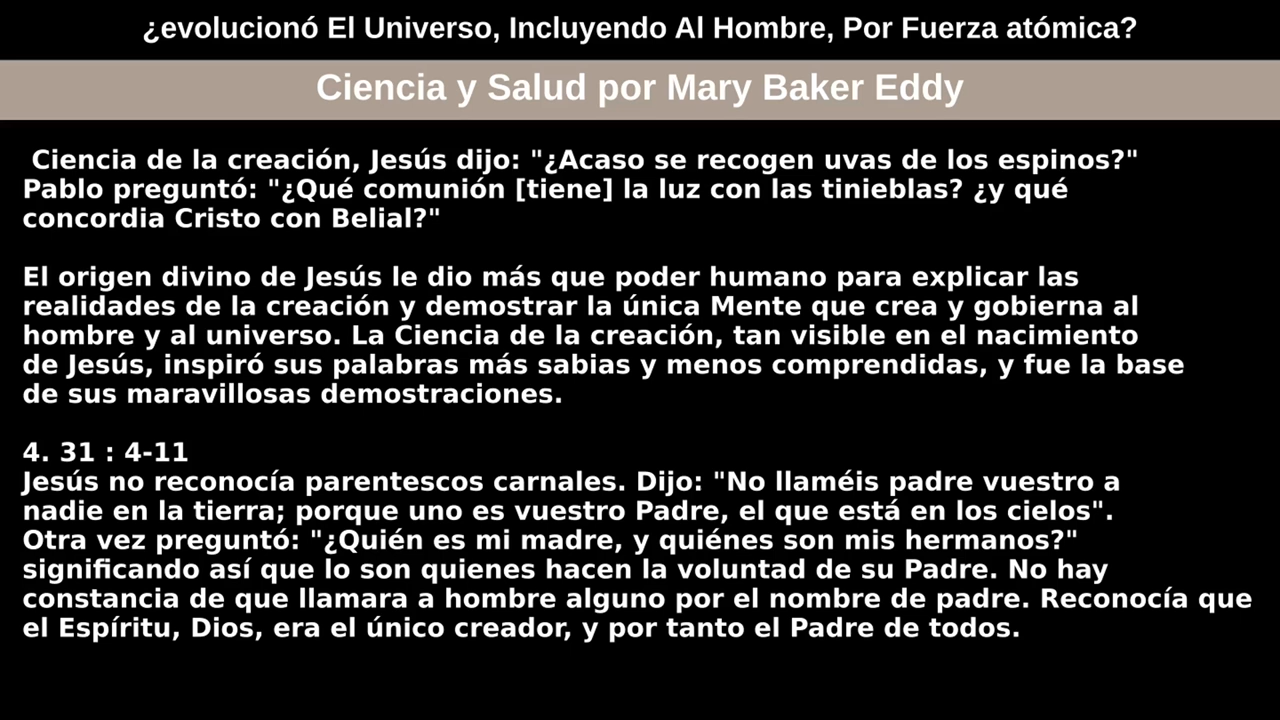 ¿evolucionó El Universo, Incluyendo Al Hombre, Por Fuerza atómica?
Ciencia y Salud por Mary Baker Eddy
Ciencia de la creación, Jesús dijo: "¿Acaso se recogen uvas de los espinos?"
Pablo preguntó: "¿Qué comunión [tiene] la luz con las tinieblas? ¿y qué
concordia Cristo con Belial?"
El origen divino de Jesús le dio más que poder humano para explicar las
realidades de la creación y demostrar la única Mente que crea y gobierna al
hombre y al universo. La Ciencia de la creación, tan visible en el nacimiento
de Jesús, inspiró sus palabras más sabias y menos comprendidas, y fue la base
de sus maravillosas demostraciones.
4. 31 : 4-11
Jesús no reconocía parentescos carnales. Dijo: "No llaméis padre vuestro a
nadie en la tierra; porque uno es vuestro Padre, el que está en los cielos".
Otra vez preguntó: "¿Quién es mi madre, y quiénes son mis hermanos?"
significando así que lo son quienes hacen la voluntad de su Padre. No hay
constancia de que llamara a hombre alguno por el nombre de padre. Reconocía que
el Espíritu, Dios, era el único creador, y por tanto el Padre de todos.